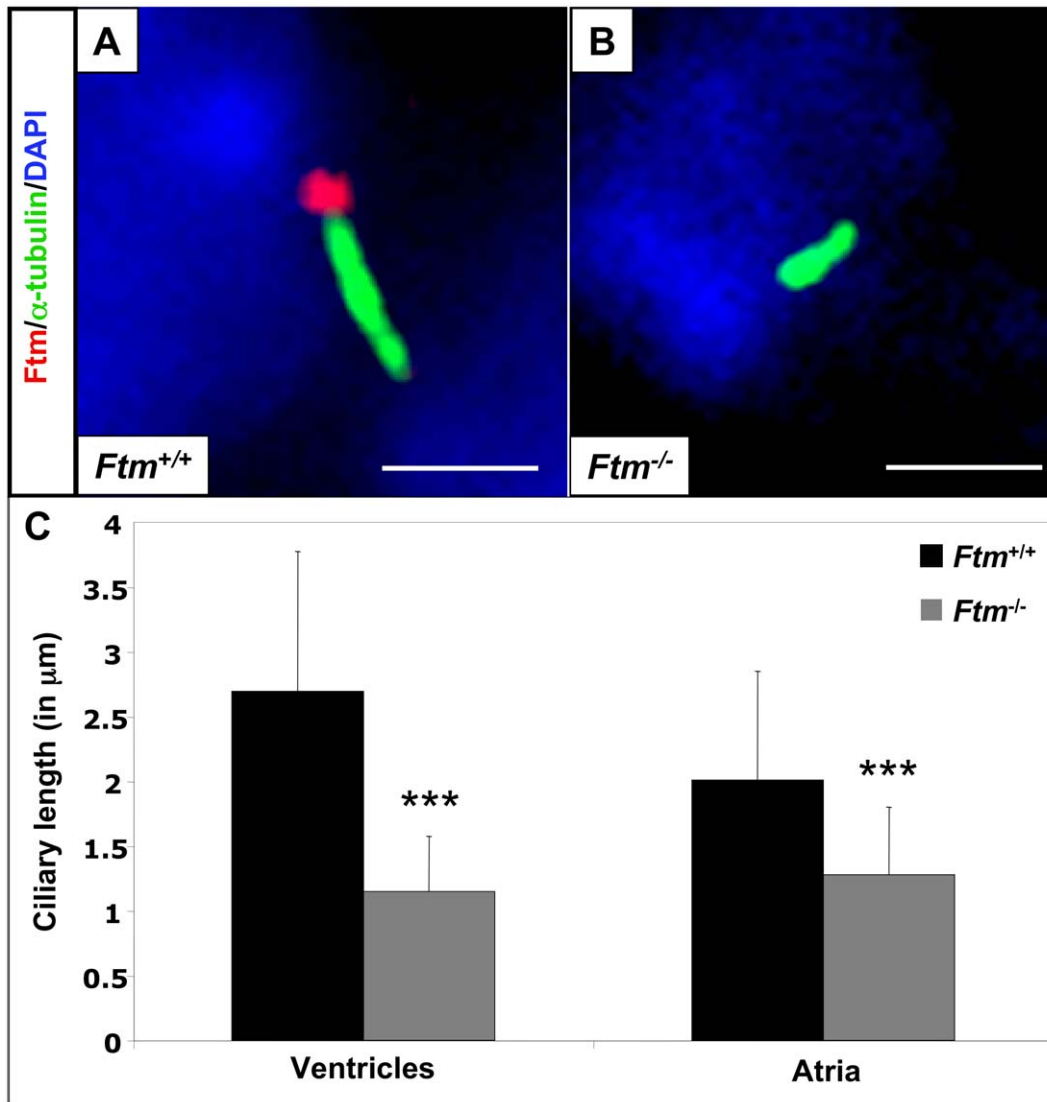 A
B
Ftm/α-tubulin/DAPI
Ftm+/+
Ftm-/-
C
Ciliary length (in μm)
4
3.5
3
2.5
2
1.5
1
0.5
0
Ftm+/+
Ftm-/-
***
***
Ventricles
Atria